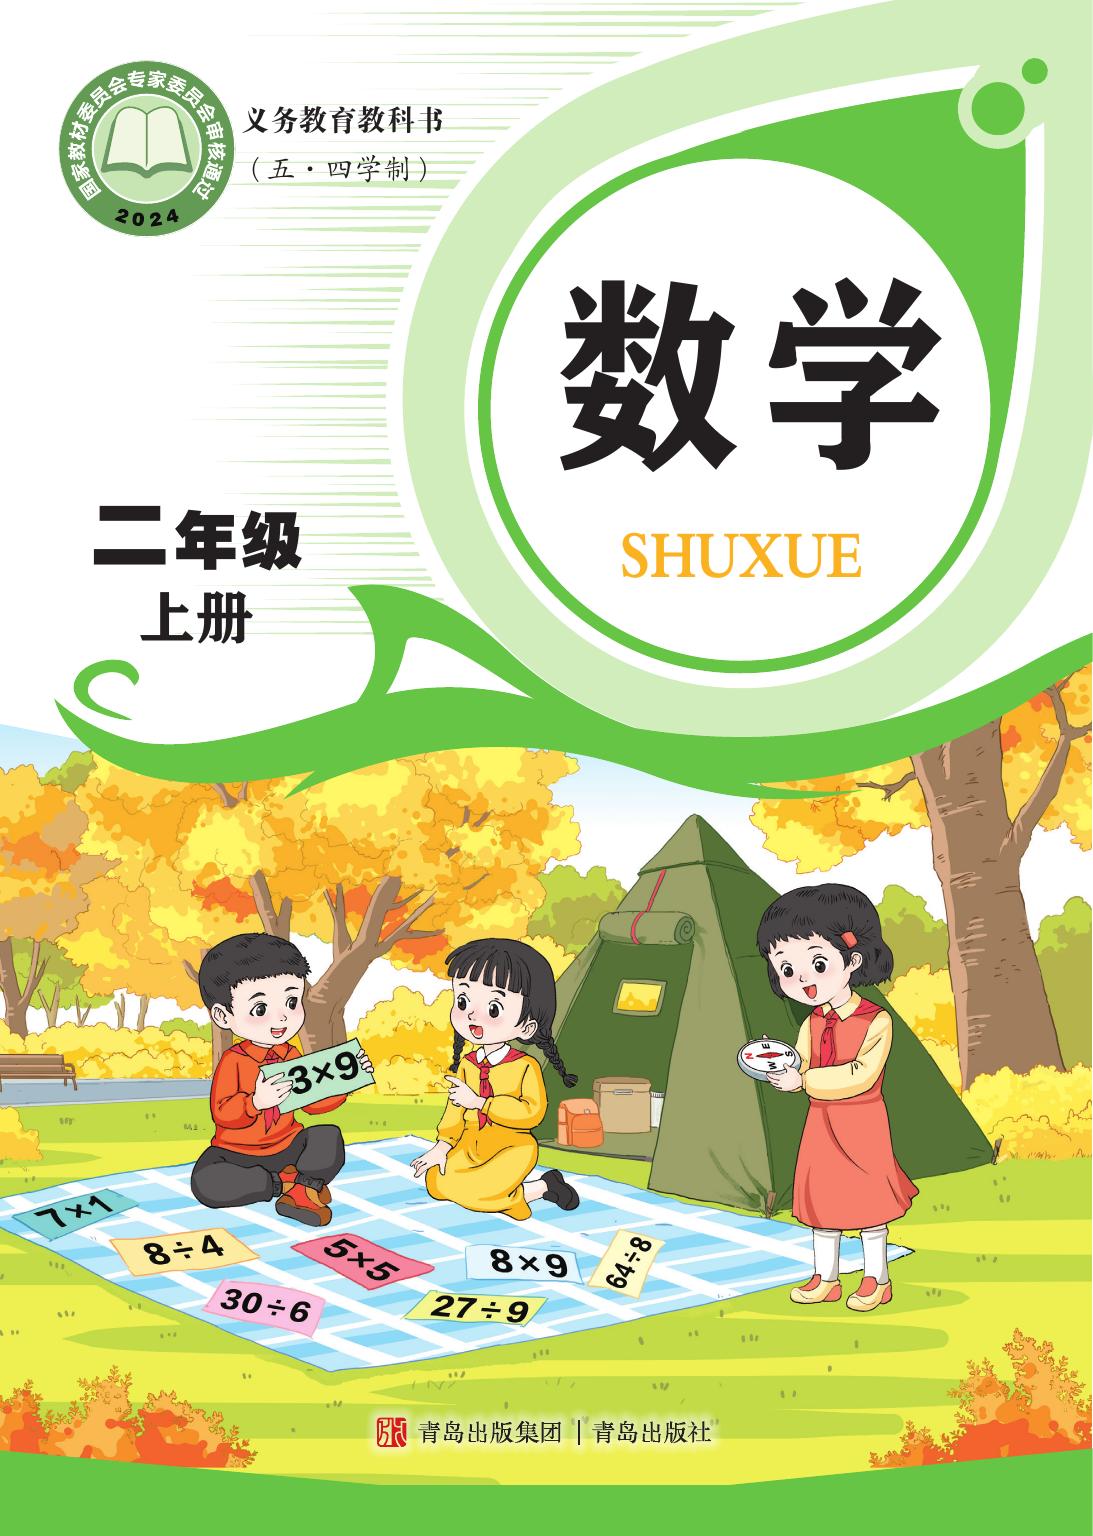 国家教材委员会专家委员会审核通过
2024
义务教育教科书
（五·四学制）
数学
SHUXUE
二年级
上册
3×9
N
E
S
W
7×1
8÷4
5×5
8×9
64÷8
30÷6
27÷9
青岛出版集团｜青岛出版社